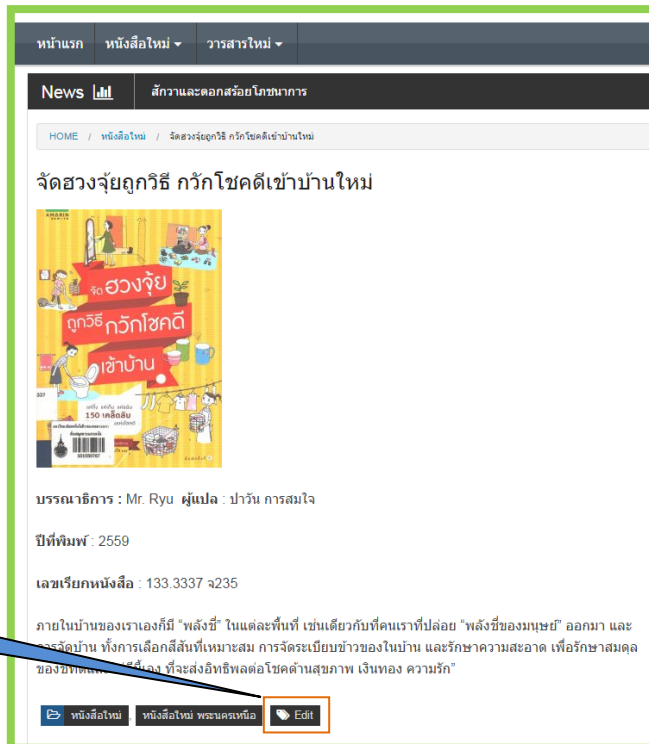 หน้าแรก หนังสือใหม่ วารสารใหม่
News สักวาและดอกสร้อยโภชนาการ
HOME / หนังสือใหม่ / จัดฮวงจุ้ยถูกวิธี กวักโชคดีเข้าบ้านใหม่
จัดฮวงจุ้ยถูกวิธี กวักโชคดีเข้าบ้านใหม่
AMARIN
จัด ฮวงจุ้ย
ถูกวิธี กวักโชคดี
เข้าบ้าน
150 เคล็ดลับ
บรรณาธิการ : Mr. Ryu ผู้แปล : ปาวัน การสมใจ
ปีที่พิมพ์ : 2559
เลขเรียกหนังสือ : 133.3337 จ235
ภายในบ้านของเราเองก็มี “พลังชี่” ในแต่ละพื้นที่ เช่นเดียวกับที่คนเราที่ปล่อย “พลังชี่ของมนุษย์” ออกมา และ
การจัดบ้าน ทั้งการเลือกสีสันที่เหมาะสม การจัดระเบียบข้าวของในบ้าน และรักษาความสะอาด เพื่อรักษาสมดุล
ของชี่ที่ดี ที่จะส่งอิทธิพลต่อโชคด้านสุขภาพ เงินทอง ความรัก”
หนังสือใหม่ , หนังสือใหม่ พระนครเหนือ Edit